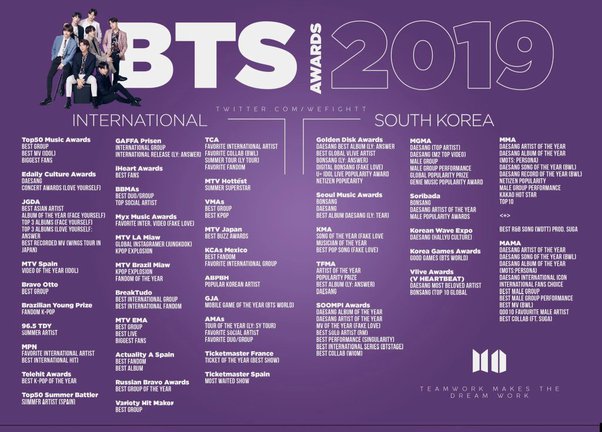 BTS
AWARDS
2019
TWITTER.COM/WEFIGHTT
INTERNATIONAL
SOUTH KOREA
Top50 Music Awards
BEST GROUP
BEST MV (IDOL)
BIGGEST FANS
Edaily Culture Awards
DAESANG
CONCERT AWARDS (LOVE YOURSELF)
JGDA
BEST ASIAN ARTIST
ALBUM OF THE YEAR (FACE YOURSELF)
TOP 3 ALBUMS (FACE YOURSELF)
TOP 3 ALBUMS (LOVE YOURSELF:
ANSWER
BEST RECORDED MV (WINGS TOUR IN
JAPAN)
MTV Spain
VIDEO OF THE YEAR (IDOL)
Bravo Otto
BEST GROUP
Brazilian Young Prize
FANDOM K-POP
96.5 TDY
SUMMER ARTIST
MPN
FAVORITE INTERNATIONAL ARTIST
BEST INTERNATIONAL HIT)
Telehit Awards
BEST K-POP OF THE YEAR
Top50 Summer Battler
SUMMER ARTIST (SPAIN)
GAFFA Prisen
INTERNATIONAL GROUP
INTERNATIONAL RELEASE (LY: ANSWER)
iHeart Awards
BEST FANS
BBMAs
BEST DUO/GROUP
TOP SOCIAL ARTIST
Myx Music Awards
FAVORITE INTER. VIDEO (FAKE LOVE)
MTV LA Miaw
GLOBAL INSTAGRAMER (JUNGKOOK)
KPOP EXPLOSION
MTV Brazil Miaw
KPOP EXPLOSION
FANDOM OF THE YEAR
BreakTudo
BEST INTERNATIONAL GROUP
BEST INTERNATIONAL FANDOM
MTV EMA
BEST GROUP
BEST LIVE
BIGGEST FANS
Actuality A Spain
BEST FANDOM
BEST ALBUM
Russian Bravo Awards
BEST GROUP OF THE YEAR
Variety Hit Maker
BEST GROUP
TCA
FAVORITE INTERNATIONAL ARTIST
FAVORITE COLLAB (BWL)
SUMMER TOUR (LY TOUR)
FAVORITE FANDOM
MTV Hottest
SUMMER SUPERSTAR
VMAs
BEST GROUP
BEST KPOP
MTV Japan
BEST BUZZ AWARDS
KCAs Mexico
BEST FANDOM
FAVORITE INTERNATIONAL GROUP
ABPBH
POPULAR KOREAN ARTIST
GJA
MOBILE GAME OF THE YEAR (BTS WORLD)
AMAs
TOUR OF THE YEAR (LY: SY TOUR)
FAVORITE SOCIAL ARTIST
FAVORITE DUO/GROUP
Ticketmaster France
TICKET OF THE YEAR (BEST SHOW)
Ticketmaster Spain
MOST WAITED SHOW
Golden Disk Awards
DAESANG BEST ALBUM (LY: ANSWER
BEST GLOBAL VLIVE ARTIST
BONSANG (LY: ANSWER)
DIGITAL BONSANG (FAKE LOVE)
U+ IDOL LIVE POPULARITY AWARD
NETIZEN POPULARITY
Seoul Music Awards
BONSANG
DAESANG
BEST ALBUM DAESANG (LY: TEAR)
KMA
SONG OF THE YEAR (FAKE LOVE)
MUSICIAN OF THE YEAR
BEST POP SONG (FAKE LOVE)
TFMA
ARTIST OF THE YEAR
POPULARITY PRIZE
BEST ALBUM (LY: ANSWER)
DAESANG
SOOMPI Awards
DAESANG ALBUM OF THE YEAR
DAESANG ARTIST OF THE YEAR
MV OF THE YEAR (FAKE LOVE)
BEST SOLO ARTIST (RM)
BEST PERFORMANCE (SINGULARITY)
BEST INTERNATIONAL SERIES (BTSTAGE)
BEST COLLAB (WIOM)
MGMA
DAESANG (TOP ARTIST)
DAESANG (M2 TOP VIDEO)
MALE GROUP
MALE GROUP PERFORMANCE
GLOBAL POPULARITY PRIZE
GENIE MUSIC POPULARITY AWARD
Soribada
BONSANG
DAESANG ARTIST OF THE YEAR
MALE POPULARITY AWARDS
Korean Wave Expo
DAESANG (HALLYU CULTURE)
Korea Games Awards
GOOD GAMES (BTS WORLD)
Vlive Awards
(V HEARTBEAT)
DAESANG MOST BELOVED ARTIST
BONSANG (TOP 10 GLOBAL
MMA
DAESANG ARTIST OF THE YEAR
DAESANG ALBUM OF THE YEAR
(MOTS: PERSONA)
DAESANG SONG OF THE YEAR (BWL)
DAESANG RECORD OF THE YEAR (BWL)
NETIZEN POPULARITY
MALE GROUP PERFORMANCE
KAKAO HOT STAR
TOP10
<+>
BEST R&B SONG (WDTT) PROD. SUGA
MAMA
DAESANG ARTIST OF THE YEAR
DAESANG SONG OF THE YEAR (BWL)
DAESANG ALBUM OF THE YEAR
(MOTS: PERSONA)
DAESANG INTERNATIONAL ICON
INTERNATIONAL FANS CHOICE
BEST MALE GROUP
BEST MALE GROUP PERFORMANCE
BEST MV (BWL)
QOO10 FAVOURITE MALE ARTIST
BEST COLLAB (FT. SUGA)
TEAMWORK MAKES THE
DREAM WORK